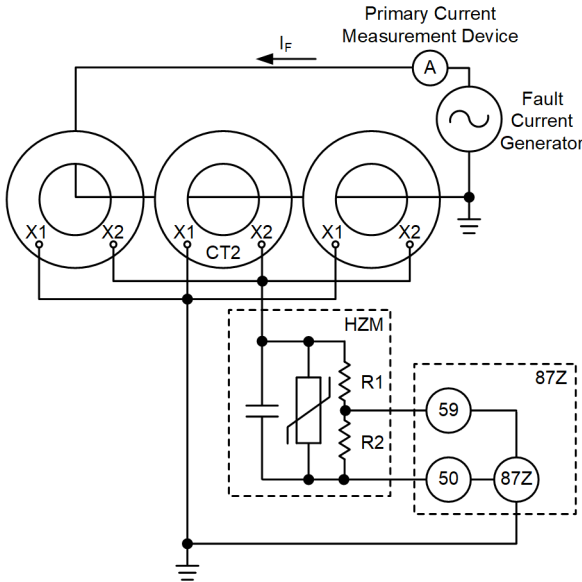 Primary Current
Measurement Device
I_F
A
Fault
Current
Generator
X1 X2 X1 X2 X1 X2
CT2
HZM
R1
87Z
59
R2
50
87Z